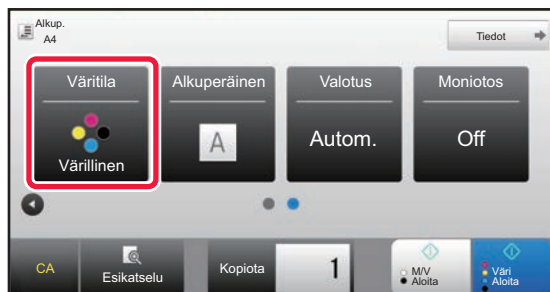 Alkup.
A4
Tiedot
Väritila
Alkuperäinen
Valotus
Moniotos
A
Autom.
Off
Värillinen
CA
Esikatselu
Kopiota
1
M/V
Aloita
Väri
Aloita